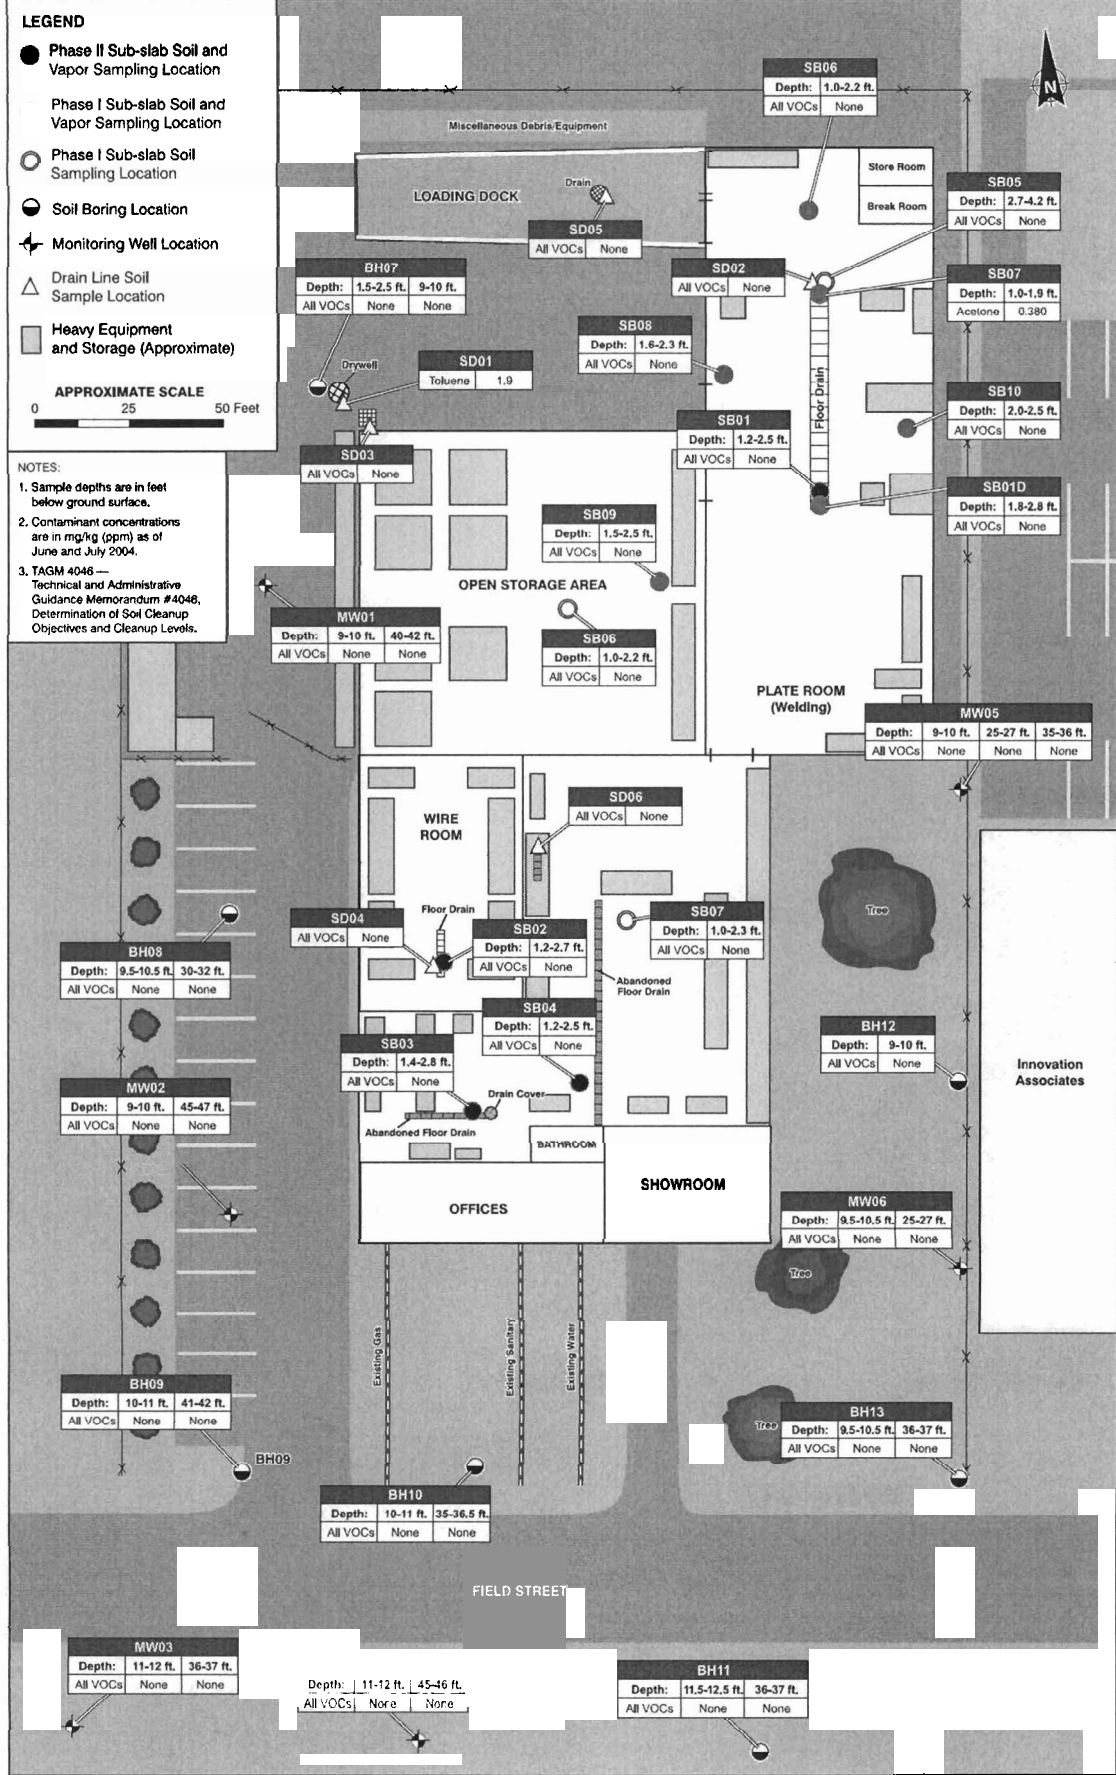 LEGEND
Phase II Sub-slab Soil and
Vapor Sampling Location
Phase I Sub-slab Soil and
Vapor Sampling Location
Phase I Sub-slab Soil
Sampling Location
Soil Boring Location
Monitoring Well Location
Drain Line Soil
Sample Location
Heavy Equipment
and Storage (Approximate)
APPROXIMATE SCALE
0 25 50 Feet
NOTES:
1. Sample depths are in feet
below ground surface.
2. Contaminant concentrations
are in mg/kg (ppm) as of
June and July 2004.
3. TAGM 4046 —
Technical and Administrative
Guidance Memorandum #4046,
Determination of Soil Cleanup
Objectives and Cleanup Levels.
N
SB06
Depth: 1.0-2.2 ft.
All VOCs None
Miscellaneous Debris/Equipment
Store Room
Break Room
LOADING DOCK
Drain
SD05
All VOCs None
SB05
Depth: 2.7-4.2 ft.
All VOCs None
BH07
Depth: 1.5-2.5 ft. 9-10 ft.
All VOCs None None
SD02
All VOCs None
SB07
Depth: 1.0-1.9 ft.
Acetone 0.380
SB08
Depth: 1.6-2.3 ft.
All VOCs None
Drywell
SD01
Toluene 1.9
Floor Drain
SB10
Depth: 2.0-2.5 ft.
All VOCs None
SB01
Depth: 1.2-2.5 ft.
All VOCs None
SD03
All VOCs None
SB01D
Depth: 1.8-2.8 ft.
All VOCs None
SB09
Depth: 1.5-2.5 ft.
All VOCs None
OPEN STORAGE AREA
MW01
Depth: 9-10 ft. 40-42 ft.
All VOCs None None
SB06
Depth: 1.0-2.2 ft.
All VOCs None
PLATE ROOM
(Welding)
MW05
Depth: 9-10 ft. 25-27 ft. 35-36 ft.
All VOCs None None None
WIRE
ROOM
SD06
All VOCs None
Tree
SD04
All VOCs None
Floor Drain
SB02
Depth: 1.2-2.7 ft.
All VOCs None
SB07
Depth: 1.0-2.3 ft.
All VOCs None
BH08
Depth: 9.5-10.5 ft. 30-32 ft.
All VOCs None None
Abandoned
Floor Drain
SB04
Depth: 1.2-2.5 ft.
All VOCs None
BH12
Depth: 9-10 ft.
All VOCs None
SB03
Depth: 1.4-2.8 ft.
All VOCs None
Innovation
Associates
MW02
Depth: 9-10 ft. 45-47 ft.
All VOCs None None
Drain Cover
Abandoned Floor Drain
BATHROOM
SHOWROOM
OFFICES
MW06
Depth: 9.5-10.5 ft. 25-27 ft.
All VOCs None None
Tree
Existing Gas
Existing Sanitary
Existing Water
BH09
Depth: 10-11 ft. 41-42 ft.
All VOCs None None
BH09
Tree
BH13
Depth: 9.5-10.5 ft. 36-37 ft.
All VOCs None None
BH10
Depth: 10-11 ft. 35-36.5 ft.
All VOCs None None
FIELD STREET
MW03
Depth: 11-12 ft. 36-37 ft.
All VOCs None None
Depth: 11-12 ft. 45-46 ft.
All VOCs None None
BH11
Depth: 11.5-12.5 ft. 36-37 ft.
All VOCs None None